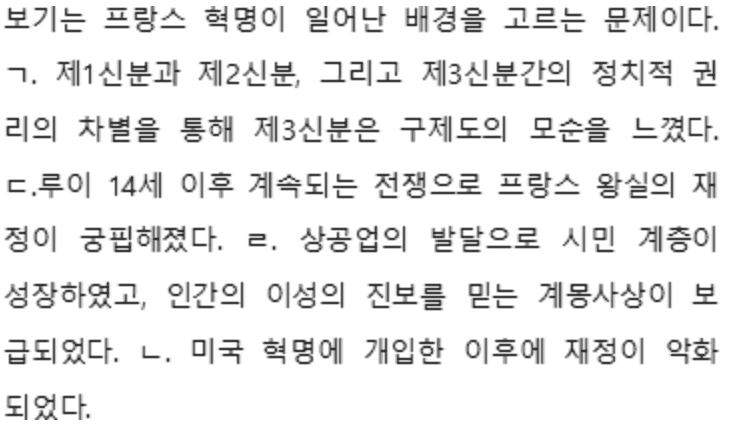 보기는 프랑스 혁명이 일어난 배경을 고르는 문제이다.
ㄱ. 제1신분과 제2신분, 그리고 제3신분간의 정치적 권
리의 차별을 통해 제3신분은 구제도의 모순을 느꼈다.
ㄷ.루이 14세 이후 계속되는 전쟁으로 프랑스 왕실의 재
정이 궁핍해졌다. ㄹ. 상공업의 발달으로 시민 계층이
성장하였고, 인간의 이성의 진보를 믿는 계몽사상이 보
급되었다. ㄴ. 미국 혁명에 개입한 이후에 재정이 악화
되었다.